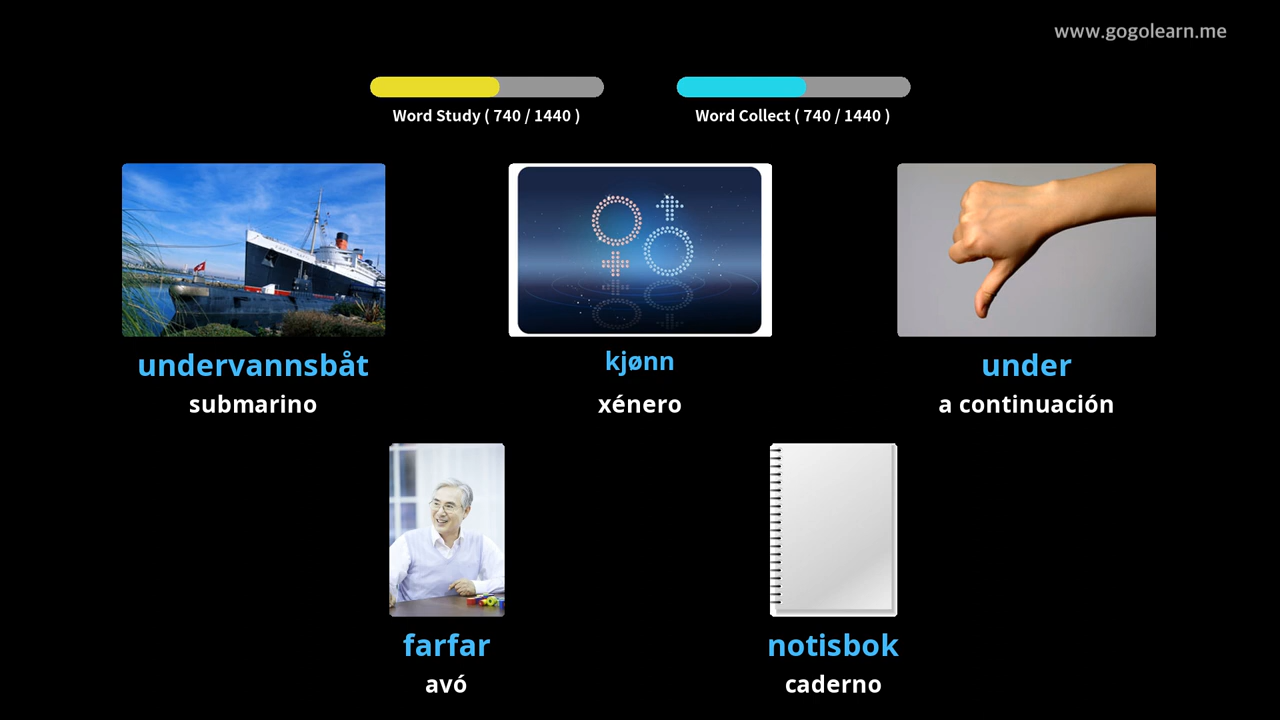 www.gogolearn.me
Word Study ( 740 / 1440 )
Word Collect ( 740 / 1440 )
undervannsbåt
submarino
kjønn
xénero
under
a continuación
farfar
avó
notisbok
caderno